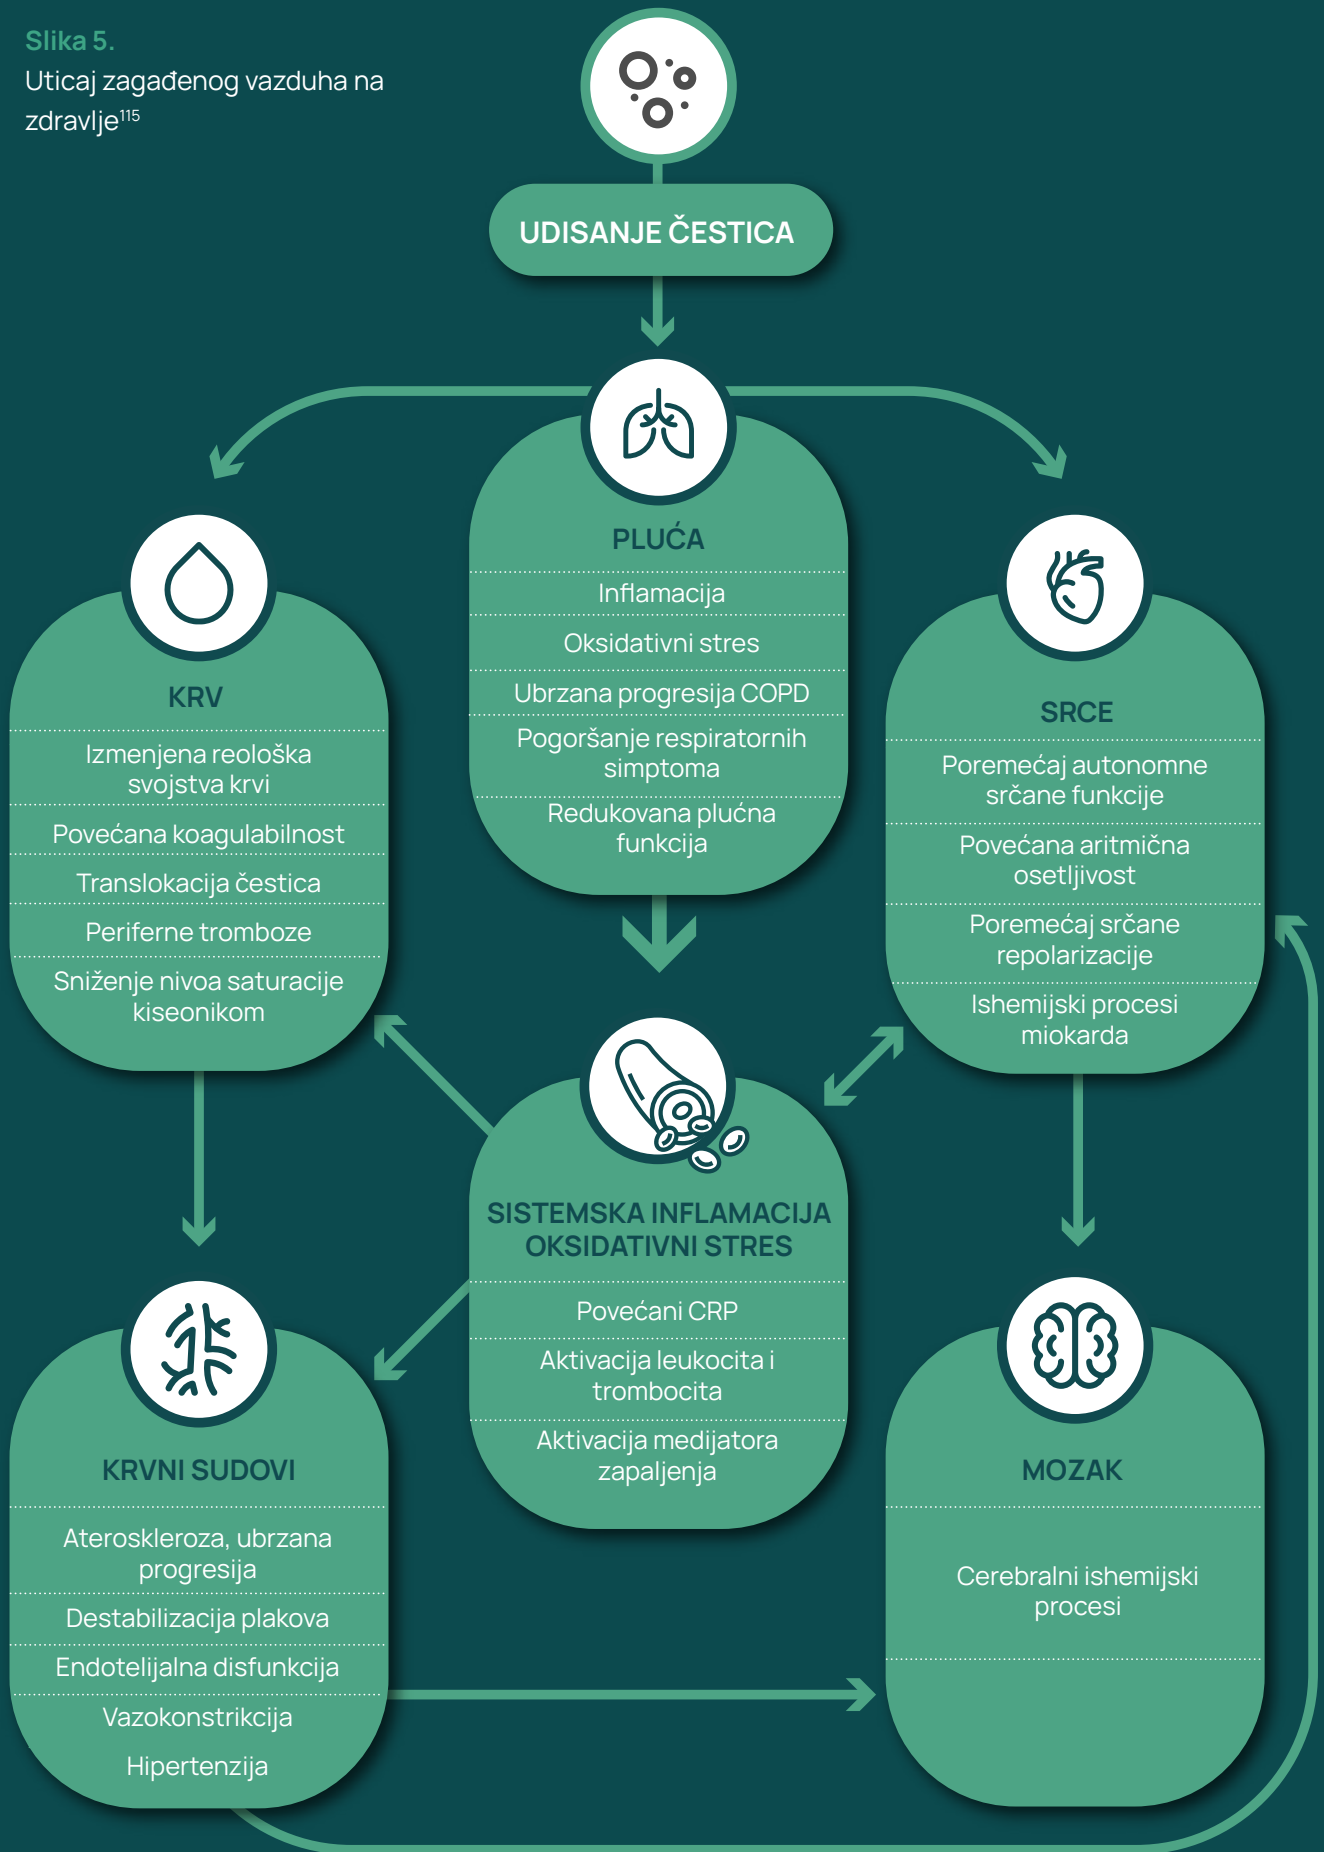 Slika 5.
Uticaj zagađenog vazduha na
zdravlje¹¹⁵
UDISANJE ČESTICA
PLUĆA
Inflamacija
Oksidativni stres
Ubrzana progresija COPD
Pogoršanje respiratornih
simptoma
Redukovana plućna
funkcija
KRV
Izmenjena reološka
svojstva krvi
Povećana koagulabilnost
Translokacija čestica
Periferne tromboze
Sniženje nivoa saturacije
kiseonikom
SRCE
Poremećaj autonomne
srčane funkcije
Povećana aritmična
osetljivost
Poremećaj srčane
repolarizacije
Ishemijski procesi
miokarda
SISTEMSKA INFLAMACIJA
OKSIDATIVNI STRES
Povećani CRP
Aktivacija leukocita i
trombocita
Aktivacija medijatora
zapaljenja
KRVNI SUDOVI
Ateroskleroza, ubrzana
progresija
Destabilizacija plakova
Endotelijalna disfunkcija
Vazokonstrikcija
Hipertenzija
MOZAK
Cerebralni ishemijski
procesi